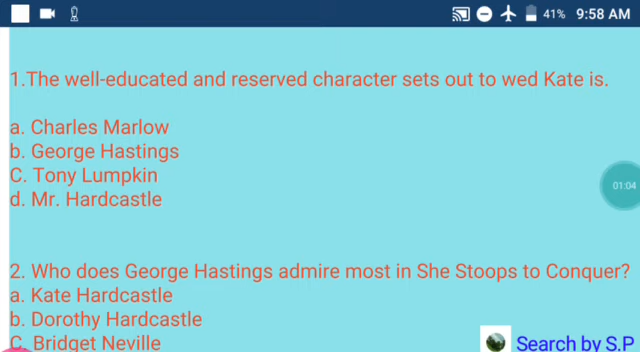 41% 9:58 AM
1.The well-educated and reserved character sets out to wed Kate is.
a. Charles Marlow
b. George Hastings
C. Tony Lumpkin
d. Mr. Hardcastle
01:04
2. Who does George Hastings admire most in She Stoops to Conquer?
a. Kate Hardcastle
b. Dorothy Hardcastle
C. Bridget Neville
Search by S.P